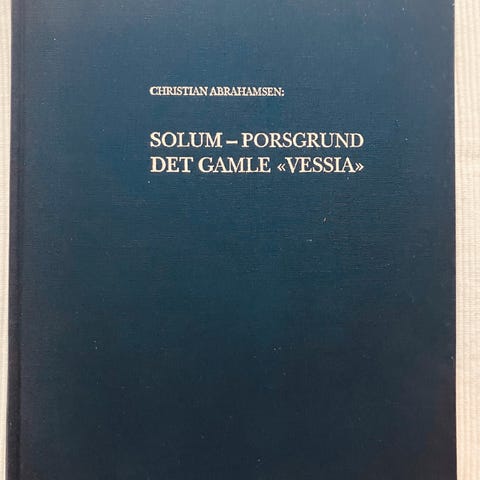 CHRISTIAN ABRAHAMSEN:
SOLUM – PORSGRUND
DET GAMLE «VESSIA»